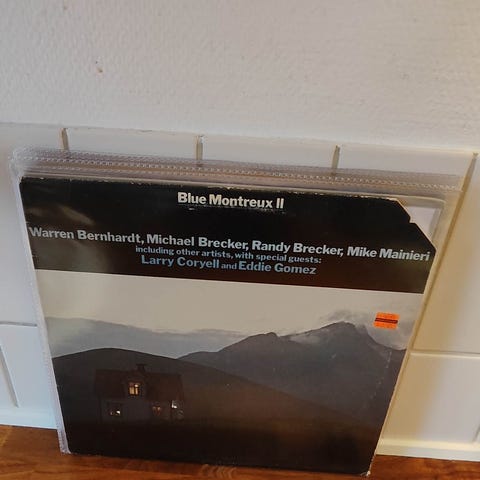 Blue Montreux II
Warren Bernhardt, Michael Brecker, Randy Brecker, Mike Mainieri
including other artists, with special guests:
Larry Coryell and Eddie Gomez